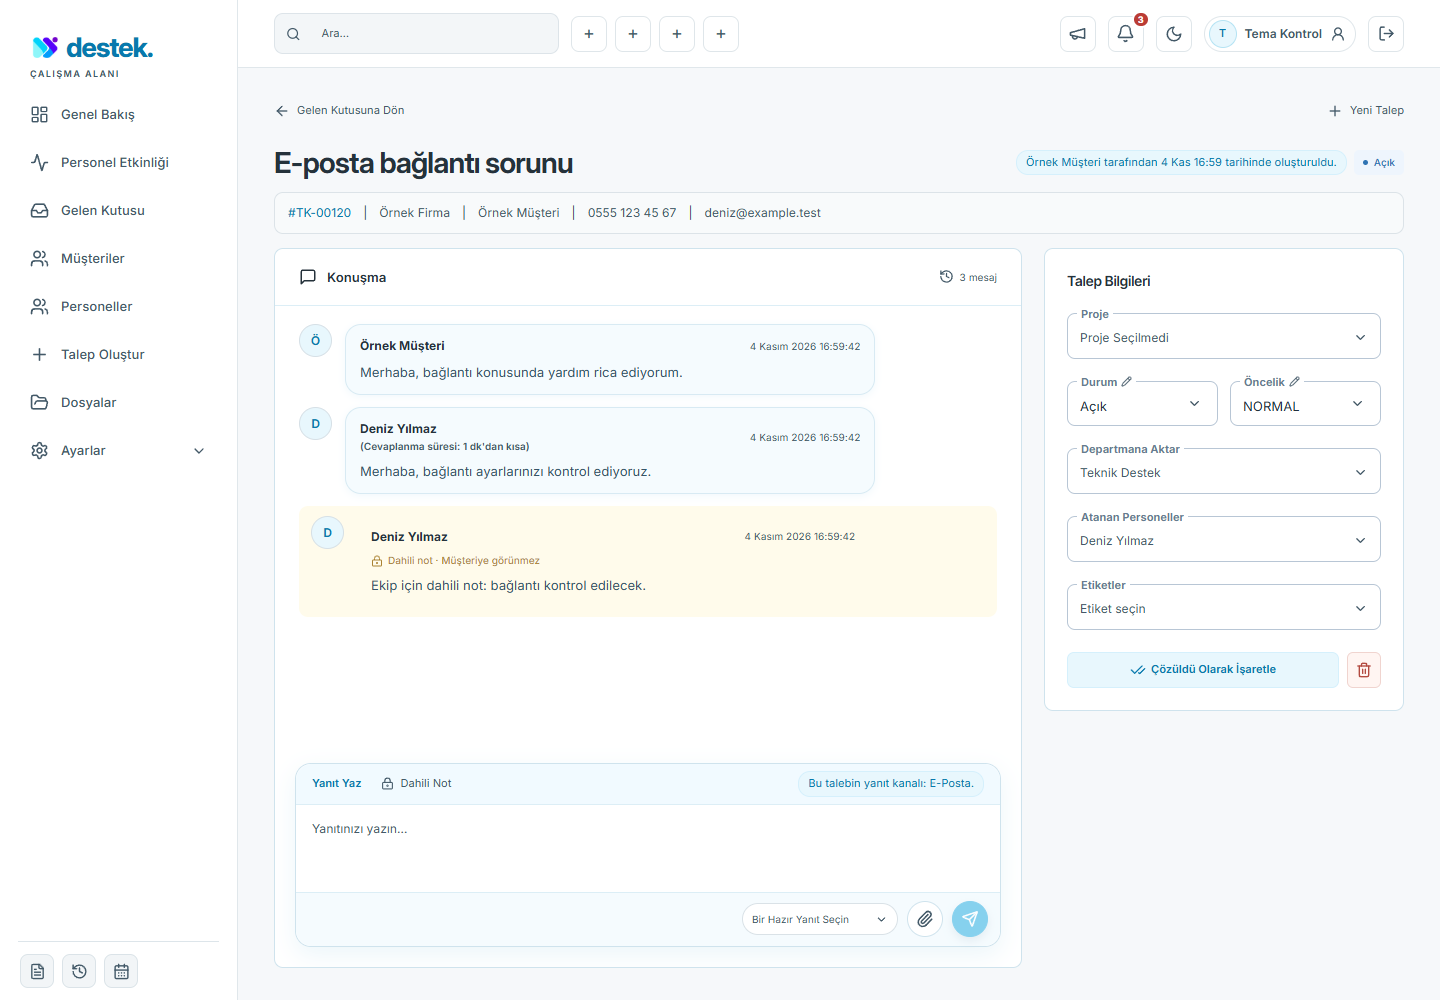 destek.
ÇALIŞMA ALANI
Genel Bakış
Personel Etkinliği
Gelen Kutusu
Müşteriler
Personeller
Talep Oluştur
Dosyalar
Ayarlar
Ara...
3
T
Tema Kontrol
Gelen Kutusuna Dön
Yeni Talep
E-posta bağlantı sorunu
Örnek Müşteri tarafından 4 Kas 16:59 tarihinde oluşturuldu.
Açık
#TK-00120 | Örnek Firma | Örnek Müşteri | 0555 123 45 67 | deniz@example.test
Konuşma
3 mesaj
Ö
Örnek Müşteri
4 Kasım 2026 16:59:42
Merhaba, bağlantı konusunda yardım rica ediyorum.
D
Deniz Yılmaz
(Cevaplanma süresi: 1 dk'dan kısa)
4 Kasım 2026 16:59:42
Merhaba, bağlantı ayarlarınızı kontrol ediyoruz.
D
Deniz Yılmaz
4 Kasım 2026 16:59:42
Dahili not · Müşteriye görünmez
Ekip için dahili not: bağlantı kontrol edilecek.
Yanıt Yaz
Dahili Not
Bu talebin yanıt kanalı: E-Posta.
Yanıtınızı yazın...
Bir Hazır Yanıt Seçin
Talep Bilgileri
Proje
Proje Seçilmedi
Durum
Açık
Öncelik
NORMAL
Departmana Aktar
Teknik Destek
Atanan Personeller
Deniz Yılmaz
Etiketler
Etiket seçin
Çözüldü Olarak İşaretle